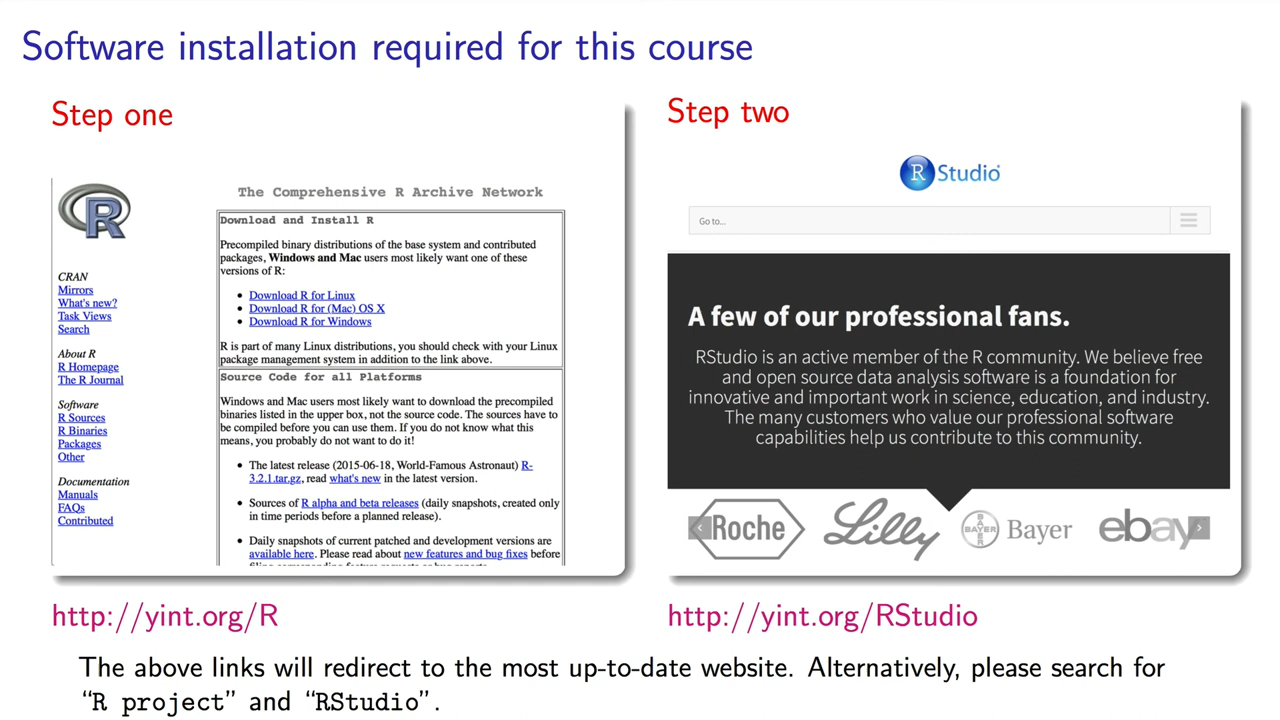 Software installation required for this course
Step one
R
The Comprehensive R Archive Network
Download and Install R
Precompiled binary distributions of the base system and contributed
packages, Windows and Mac users most likely want one of these
versions of R:
Download R for Linux
Download R for (Mac) OS X
Download R for Windows
R is part of many Linux distributions, you should check with your Linux
package management system in addition to the link above.
Source Code for all Platforms
Windows and Mac users most likely want to download the precompiled
binaries listed in the upper box, not the source code. The sources have to
be compiled before you can use them. If you do not know what this
means, you probably do not want to do it!
The latest release (2015-06-18, World-Famous Astronaut) R-
3.2.1.tar.gz, read what's new in the latest version.
Sources of R alpha and beta releases (daily snapshots, created only
in time periods before a planned release).
Daily snapshots of current patched and development versions are
available here. Please read about new features and bug fixes before
CRAN
Mirrors
What's new?
Task Views
Search
About R
R Homepage
The R Journal
Software
R Sources
R Binaries
Packages
Other
Documentation
Manuals
FAQs
Contributed
http://yint.org/R
Step two
R Studio
Go to...
A few of our professional fans.
RStudio is an active member of the R community. We believe free
and open source data analysis software is a foundation for
innovative and important work in science, education, and industry.
The many customers who value our professional software
capabilities help us contribute to this community.
Roche Lilly BAYER Bayer ebay
http://yint.org/RStudio
The above links will redirect to the most up-to-date website. Alternatively, please search for
“R project” and “RStudio”.